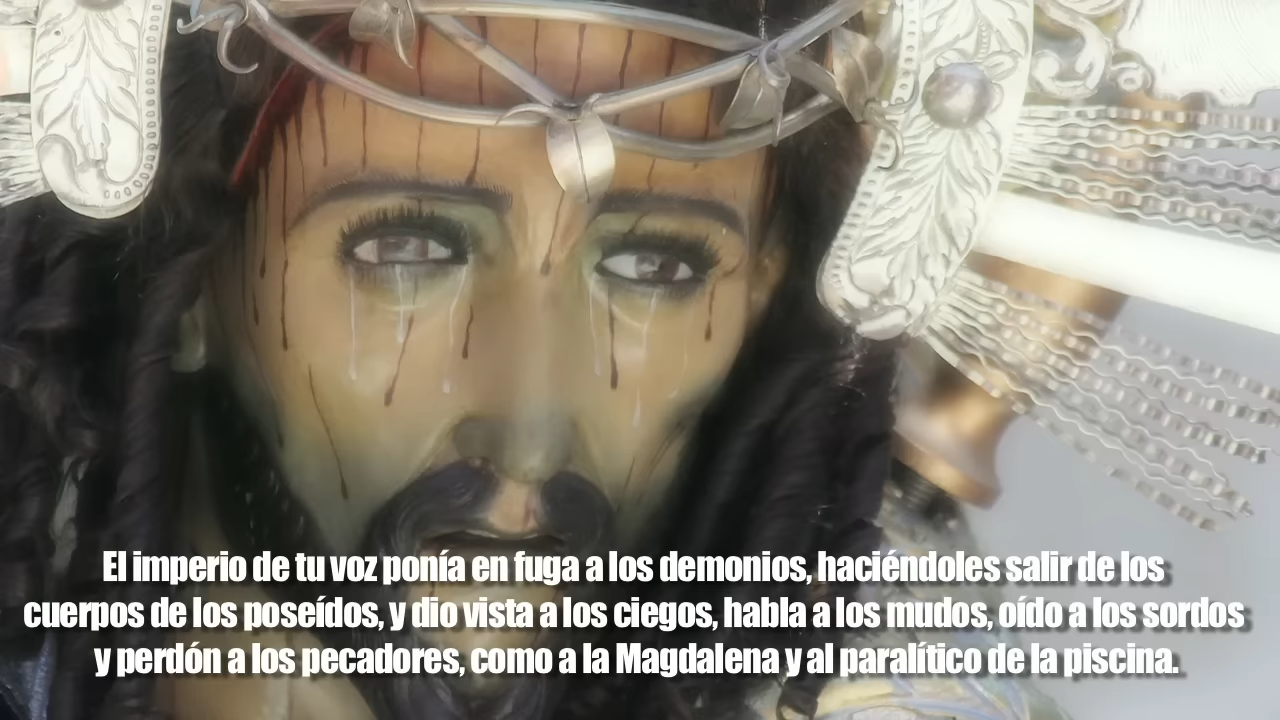 El imperio de tu voz ponía en fuga a los demonios, haciéndoles salir de los
cuerpos de los poseídos, y dio vista a los ciegos, habla a los mudos, oído a los sordos
y perdón a los pecadores, como a la Magdalena y al paralítico de la piscina.